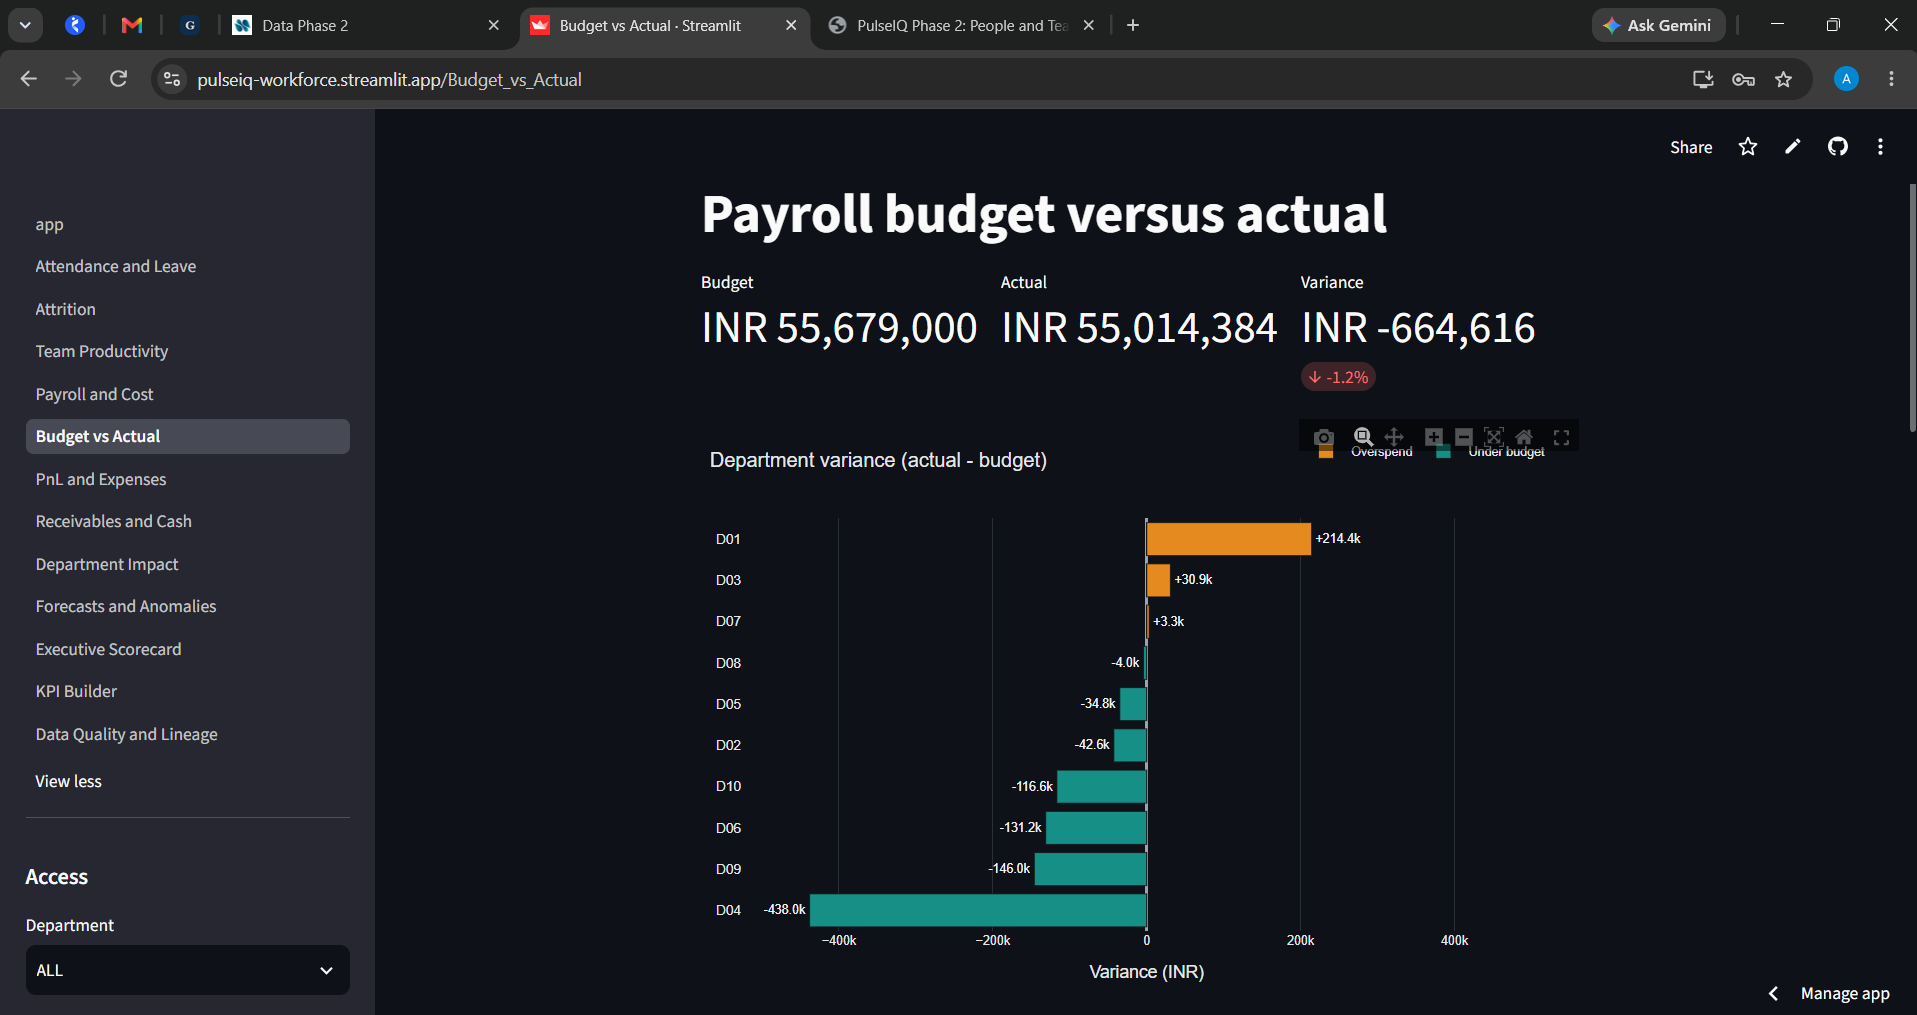 Data Phase 2
Budget vs Actual · Streamlit
PulseIQ Phase 2: People and Tea
Ask Gemini
pulseiq-workforce.streamlit.app/Budget_vs_Actual
A
G
Share
app
Attendance and Leave
Attrition
Team Productivity
Payroll and Cost
Budget vs Actual
PnL and Expenses
Receivables and Cash
Department Impact
Forecasts and Anomalies
Executive Scorecard
KPI Builder
Data Quality and Lineage
View less
Access
Department
ALL
Payroll budget versus actual
Budget
INR 55,679,000
Actual
INR 55,014,384
Variance
INR -664,616
↓ -1.2%
Department variance (actual - budget)
Overspend
Under budget
D01 +214.4k
D03 +30.9k
D07 +3.3k
D08 -4.0k
D05 -34.8k
D02 -42.6k
D10 -116.6k
D06 -131.2k
D09 -146.0k
D04 -438.0k
−400k −200k 0 200k 400k
Variance (INR)
Manage app